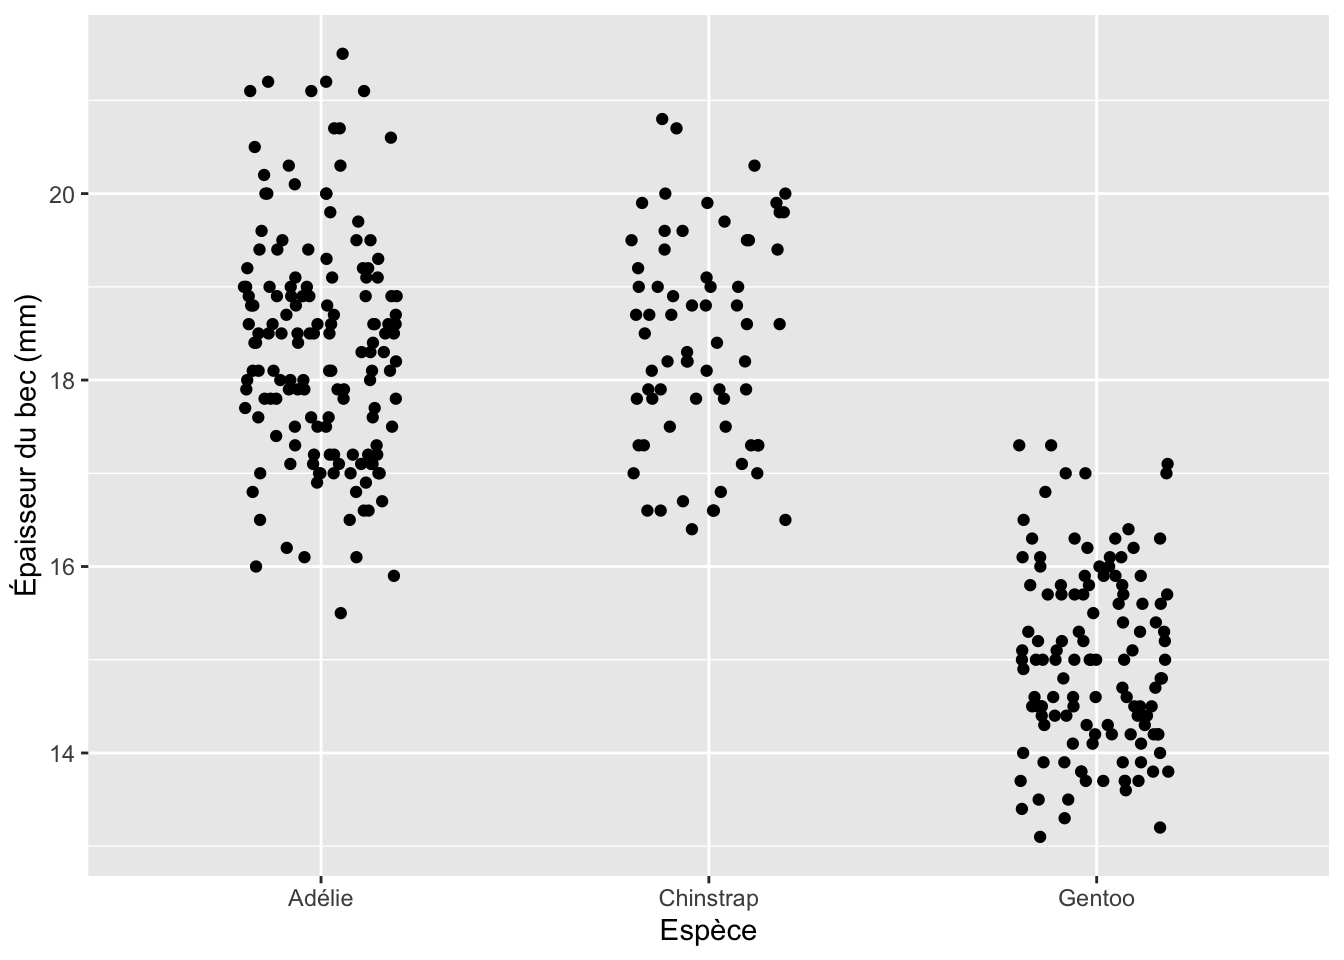 Épaisseur du bec (mm)
20
18
16
14
Adélie
Chinstrap
Gentoo
Espèce